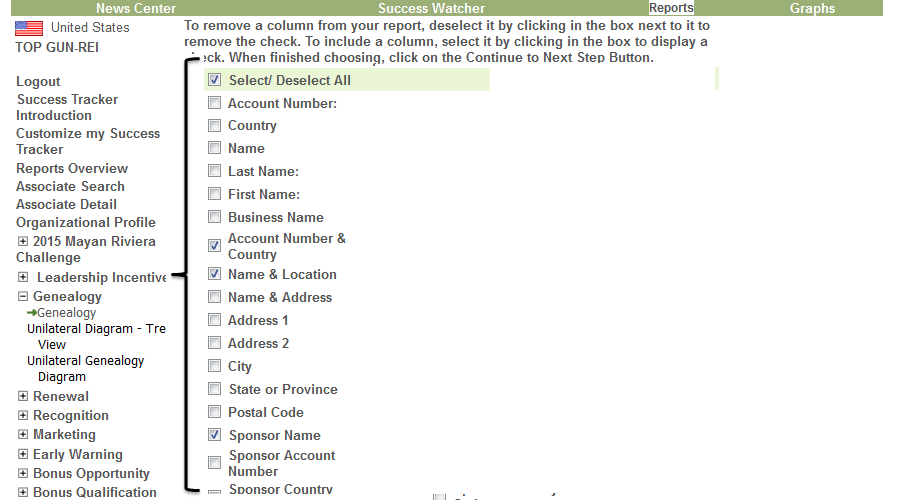 News Center
Success Watcher
Reports
Graphs
United States
TOP GUN-REI
Logout
Success Tracker
Introduction
Customize my Success
Tracker
Reports Overview
Associate Search
Associate Detail
Organizational Profile
2015 Mayan Riviera
Challenge
Leadership Incentive
Genealogy
Genealogy
Unilateral Diagram - Tre
View
Unilateral Genealogy
Diagram
Renewal
Recognition
Marketing
Early Warning
Bonus Opportunity
Bonus Qualification
To remove a column from your report, deselect it by clicking in the box next to it to
remove the check. To include a column, select it by clicking in the box to display a
eck. When finished choosing, click on the Continue to Next Step Button.
Select/ Deselect All
Account Number:
Country
Name
Last Name:
First Name:
Business Name
Account Number &
Country
Name & Location
Name & Address
Address 1
Address 2
City
State or Province
Postal Code
Sponsor Name
Sponsor Account
Number
Sponsor Country